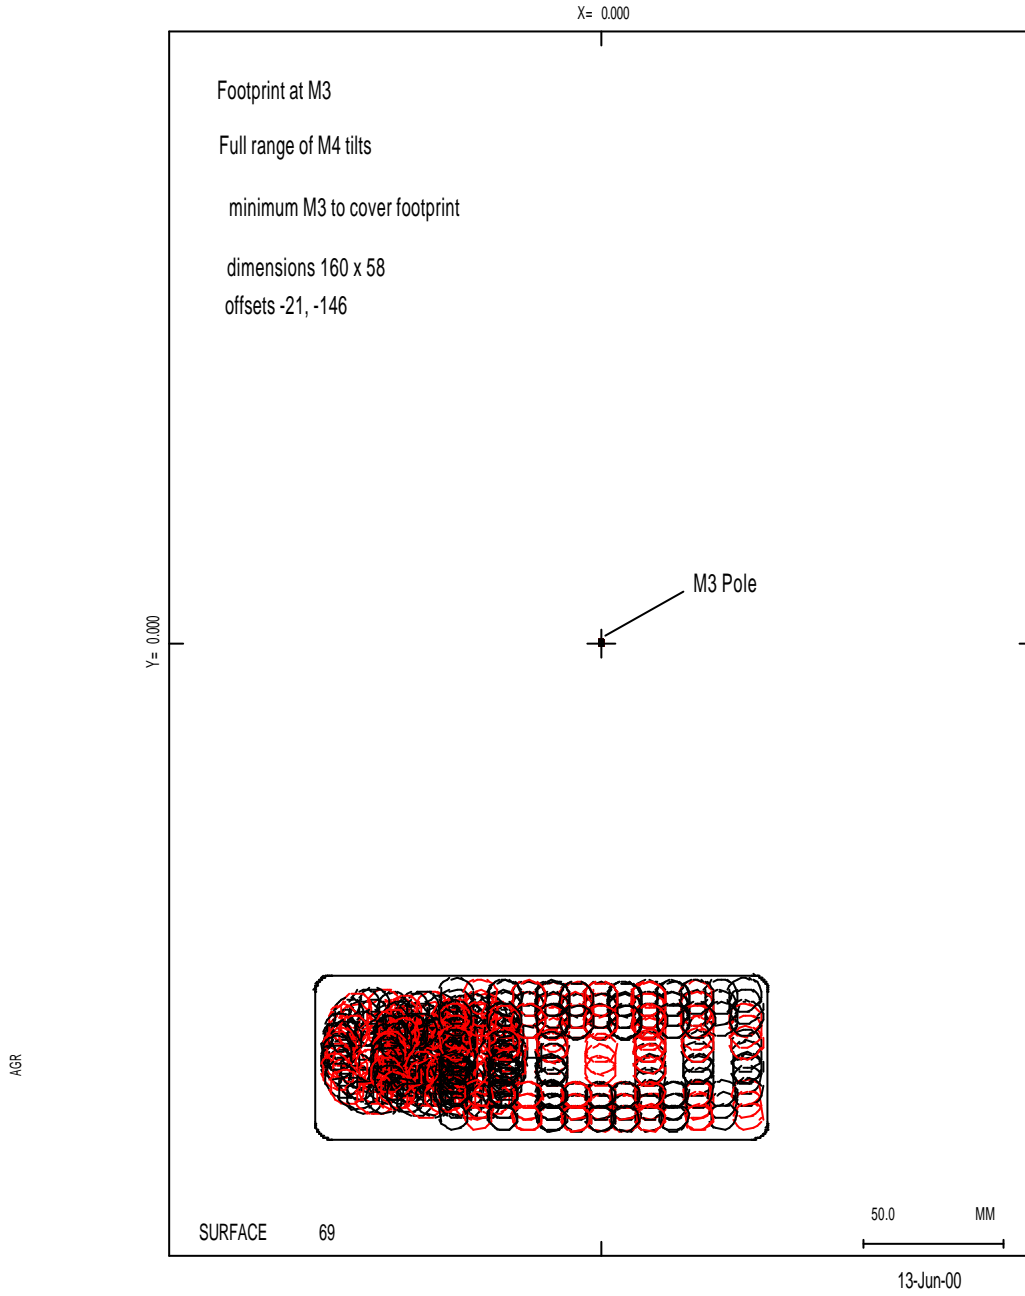 X= 0.000
Footprint at M3
Full range of M4 tilts
minimum M3 to cover footprint
dimensions 160 x 58
offsets -21, -146
M3 Pole
Y= 0.000
AGR
SURFACE 69
50.0 MM
13-Jun-00